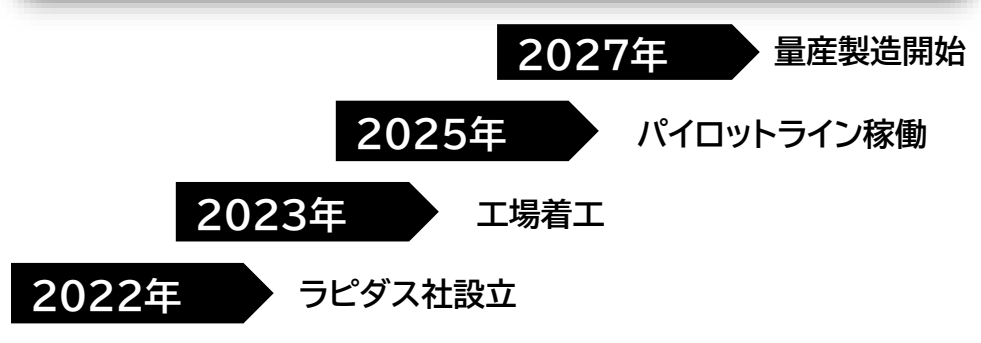 2027年 量産製造開始
2025年 パイロットライン稼働
2023年 工場着工
2022年 ラピダス社設立